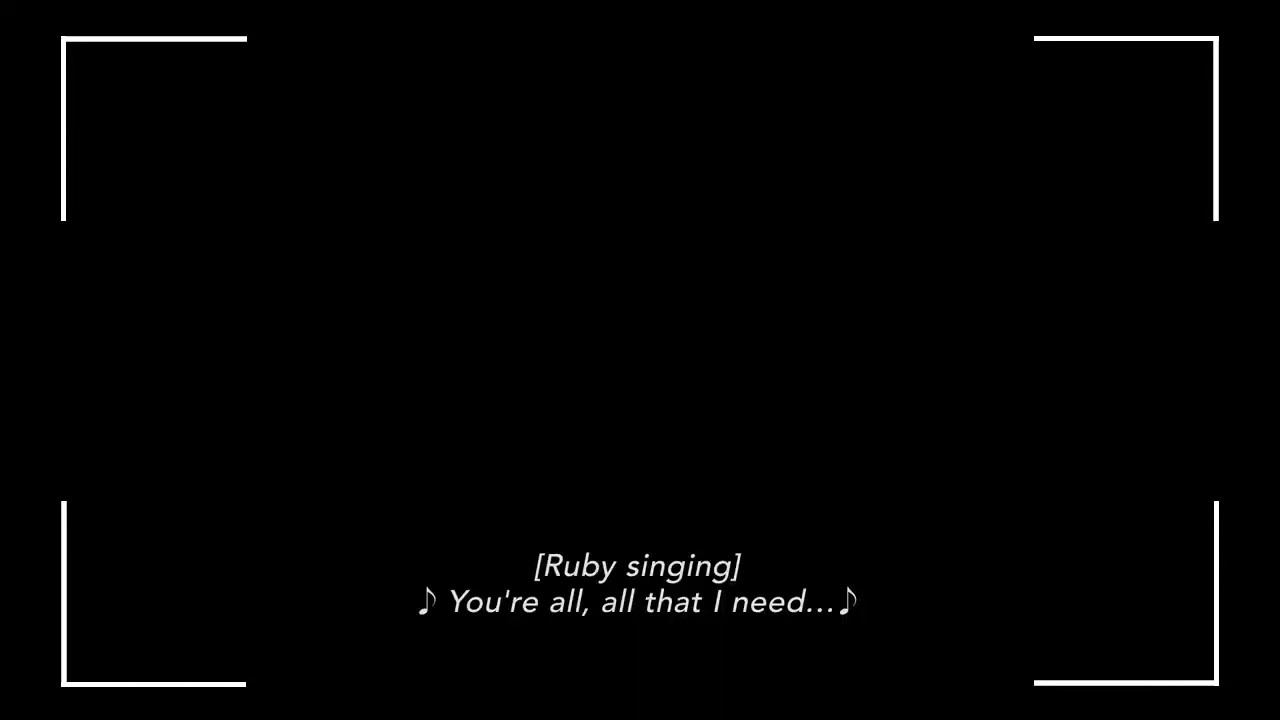 [Ruby singing]
♪ You're all, all that I need...♪